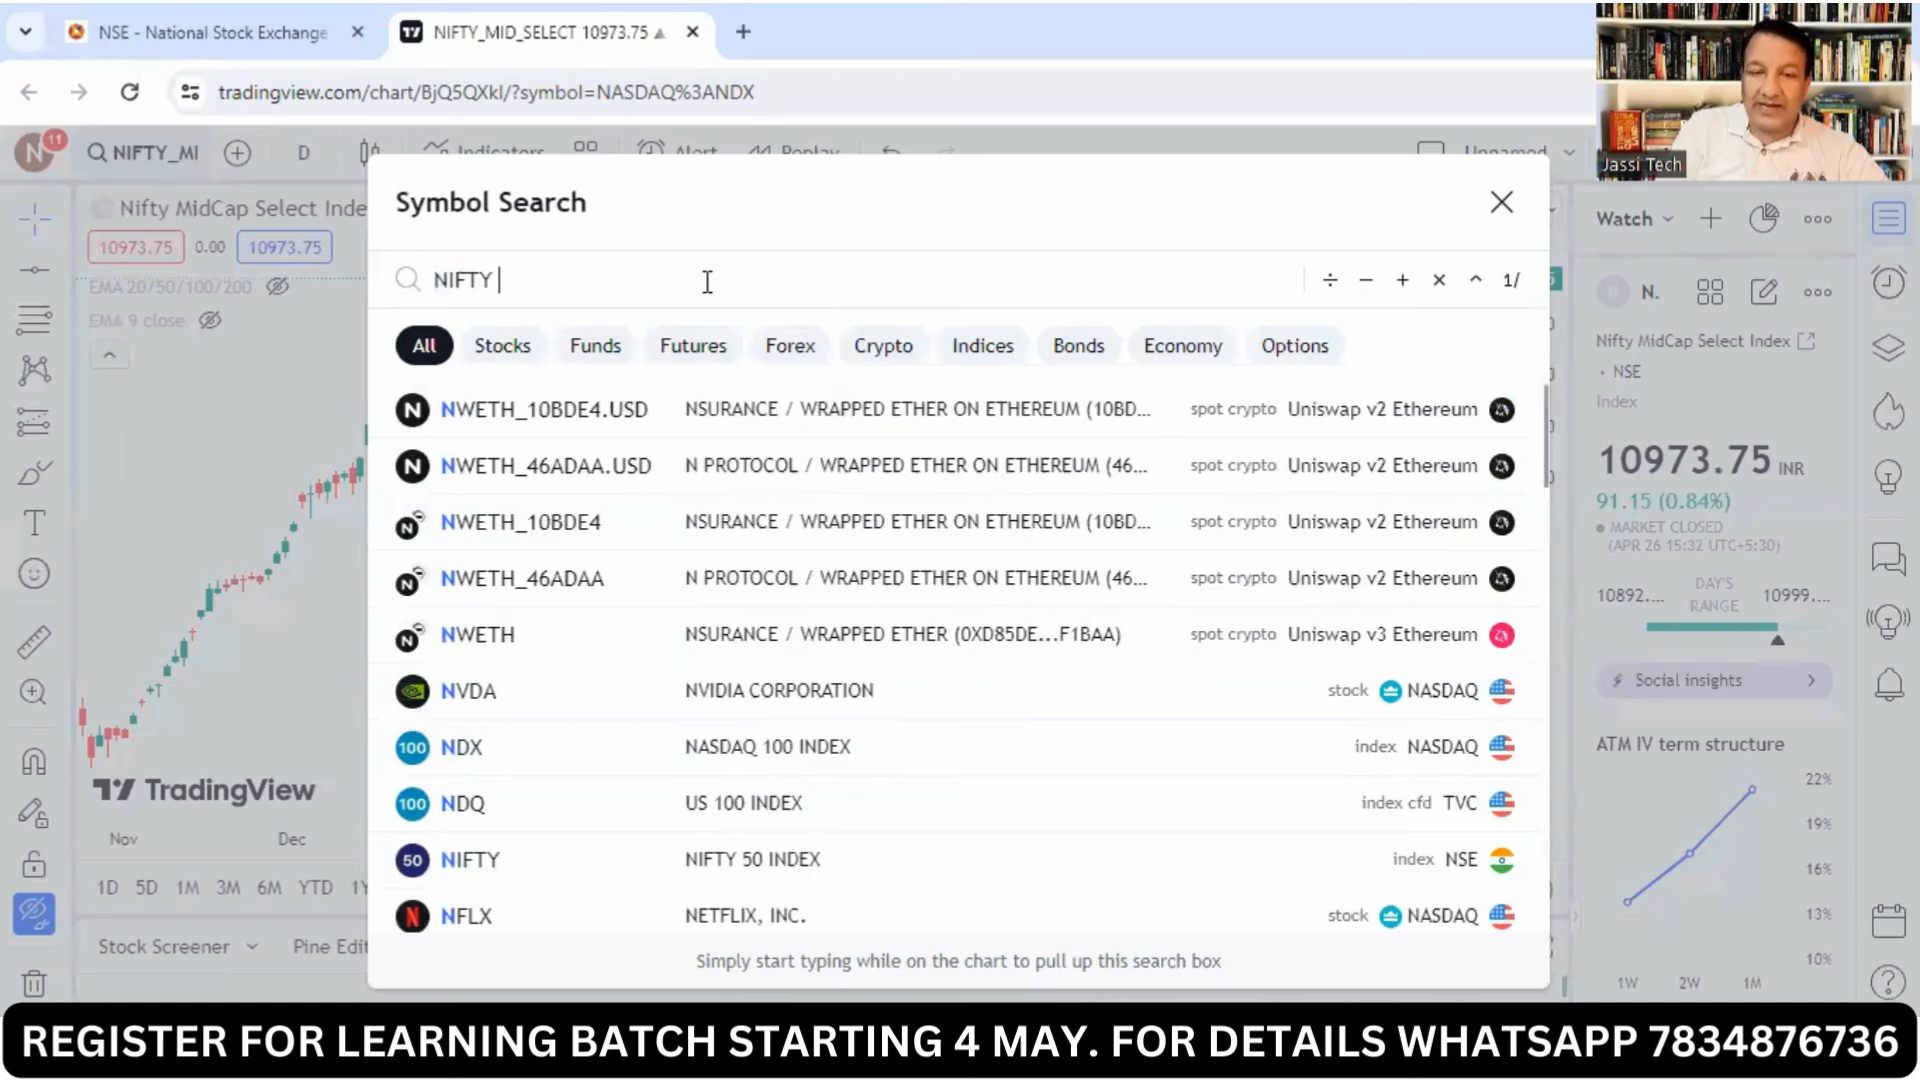 NSE - National Stock Exchange
NIFTY_MID_SELECT 10973.75
tradingview.com/chart/BjQ5QXkI/?symbol=NASDAQ%3ANDX
Jassi Tech
N 11
NIFTY_MI
D
Indicators
Alert
Replay
Unnamed
Nifty MidCap Select Inde
10973.75 0.00 10973.75
EMA 20/50/100/200
EMA 9 close
TradingView
Nov Dec
1D 5D 1M 3M 6M YTD 1Y
Stock Screener
Pine Edit
Symbol Search
NIFTY
÷ − + × ^ 1/
All Stocks Funds Futures Forex Crypto Indices Bonds Economy Options
N NWETH_10BDE4.USD NSURANCE / WRAPPED ETHER ON ETHEREUM (10BD... spot crypto Uniswap v2 Ethereum
N NWETH_46ADAA.USD N PROTOCOL / WRAPPED ETHER ON ETHEREUM (46... spot crypto Uniswap v2 Ethereum
N NWETH_10BDE4 NSURANCE / WRAPPED ETHER ON ETHEREUM (10BD... spot crypto Uniswap v2 Ethereum
N NWETH_46ADAA N PROTOCOL / WRAPPED ETHER ON ETHEREUM (46... spot crypto Uniswap v2 Ethereum
N NWETH NSURANCE / WRAPPED ETHER (0XD85DE...F1BAA) spot crypto Uniswap v3 Ethereum
NVDA NVIDIA CORPORATION stock NASDAQ
100 NDX NASDAQ 100 INDEX index NASDAQ
100 NDQ US 100 INDEX index cfd TVC
50 NIFTY NIFTY 50 INDEX index NSE
N NFLX NETFLIX, INC. stock NASDAQ
Simply start typing while on the chart to pull up this search box
Watch
N.
Nifty MidCap Select Index
• NSE
Index
10973.75 INR
91.15 (0.84%)
MARKET CLOSED
(APR 26 15:32 UTC+5:30)
10892.... DAY'S RANGE 10999....
Social insights
ATM IV term structure
22%
19%
16%
13%
10%
1W 2W 1M
REGISTER FOR LEARNING BATCH STARTING 4 MAY. FOR DETAILS WHATSAPP 7834876736